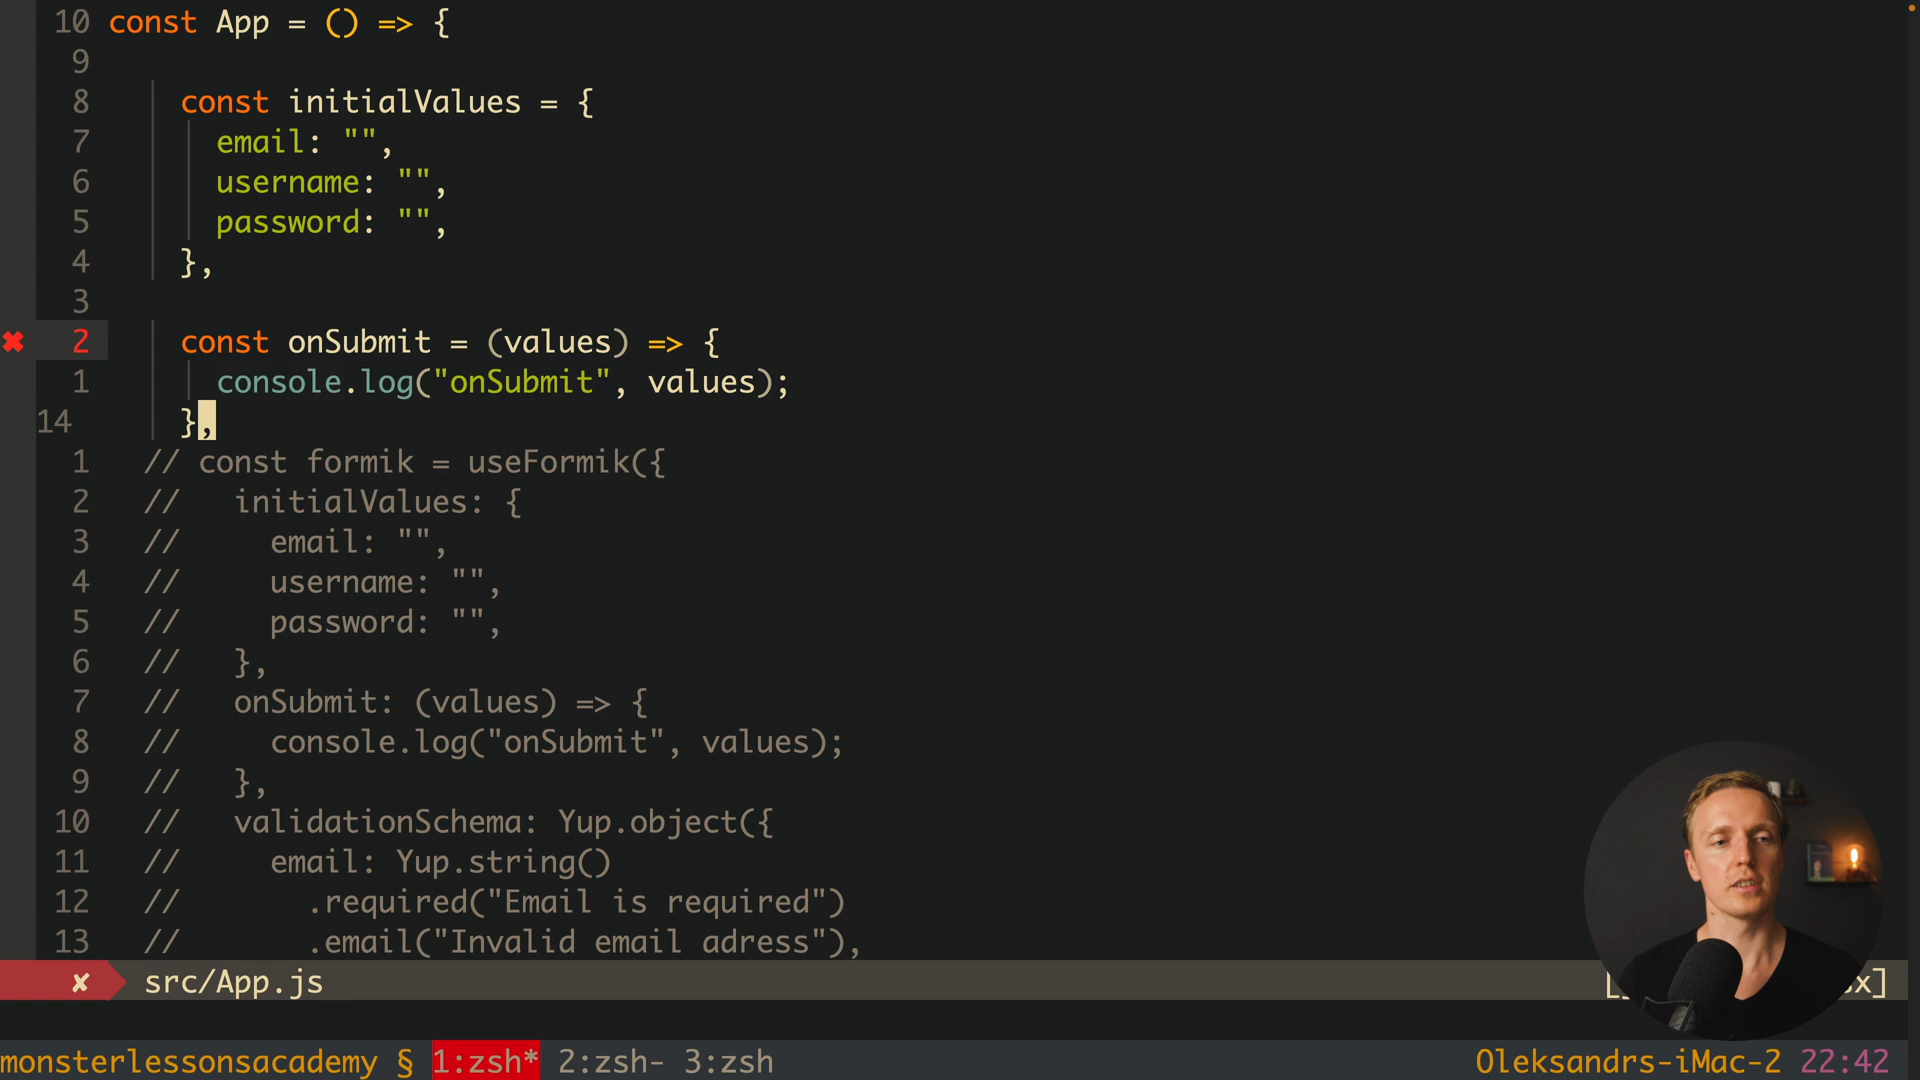 10 const App = () => {
9
8 const initialValues = {
7 email: "",
6 username: "",
5 password: "",
4 },
3
✖ 2 const onSubmit = (values) => {
1 console.log("onSubmit", values);
14 },
1 // const formik = useFormik({
2 // initialValues: {
3 // email: "",
4 // username: "",
5 // password: "",
6 // },
7 // onSubmit: (values) => {
8 // console.log("onSubmit", values);
9 // },
10 // validationSchema: Yup.object({
11 // email: Yup.string()
12 // .required("Email is required")
13 // .email("Invalid email adress"),
✘ src/App.js
monsterlessonsacademy § 1:zsh* 2:zsh- 3:zsh Oleksandrs-iMac-2 22:42